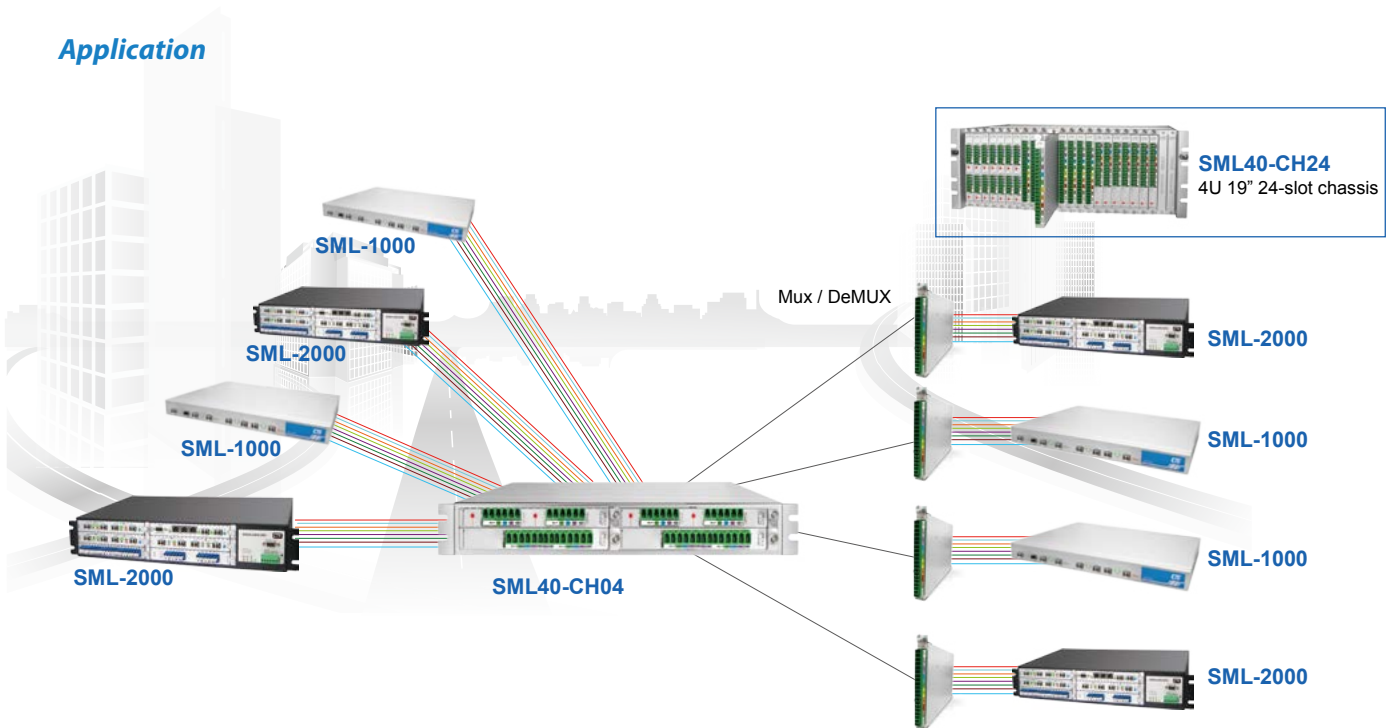 Application
SML40-CH24
4U 19” 24-slot chassis
SML-1000
Mux / DeMUX
SML-2000
SML-2000
SML-1000
SML-1000
SML-1000
SML-2000
SML40-CH04
SML-2000